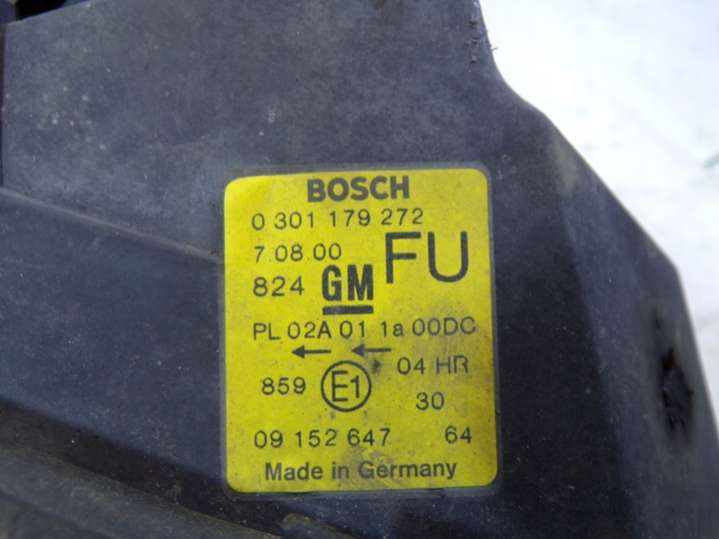 BOSCH
0 301 179 272
7.08.00 FU
824 GM
PL 02A 01 1a 00DC
← ← 04 HR
859 E1 30
09 152 647 64
Made in Germany